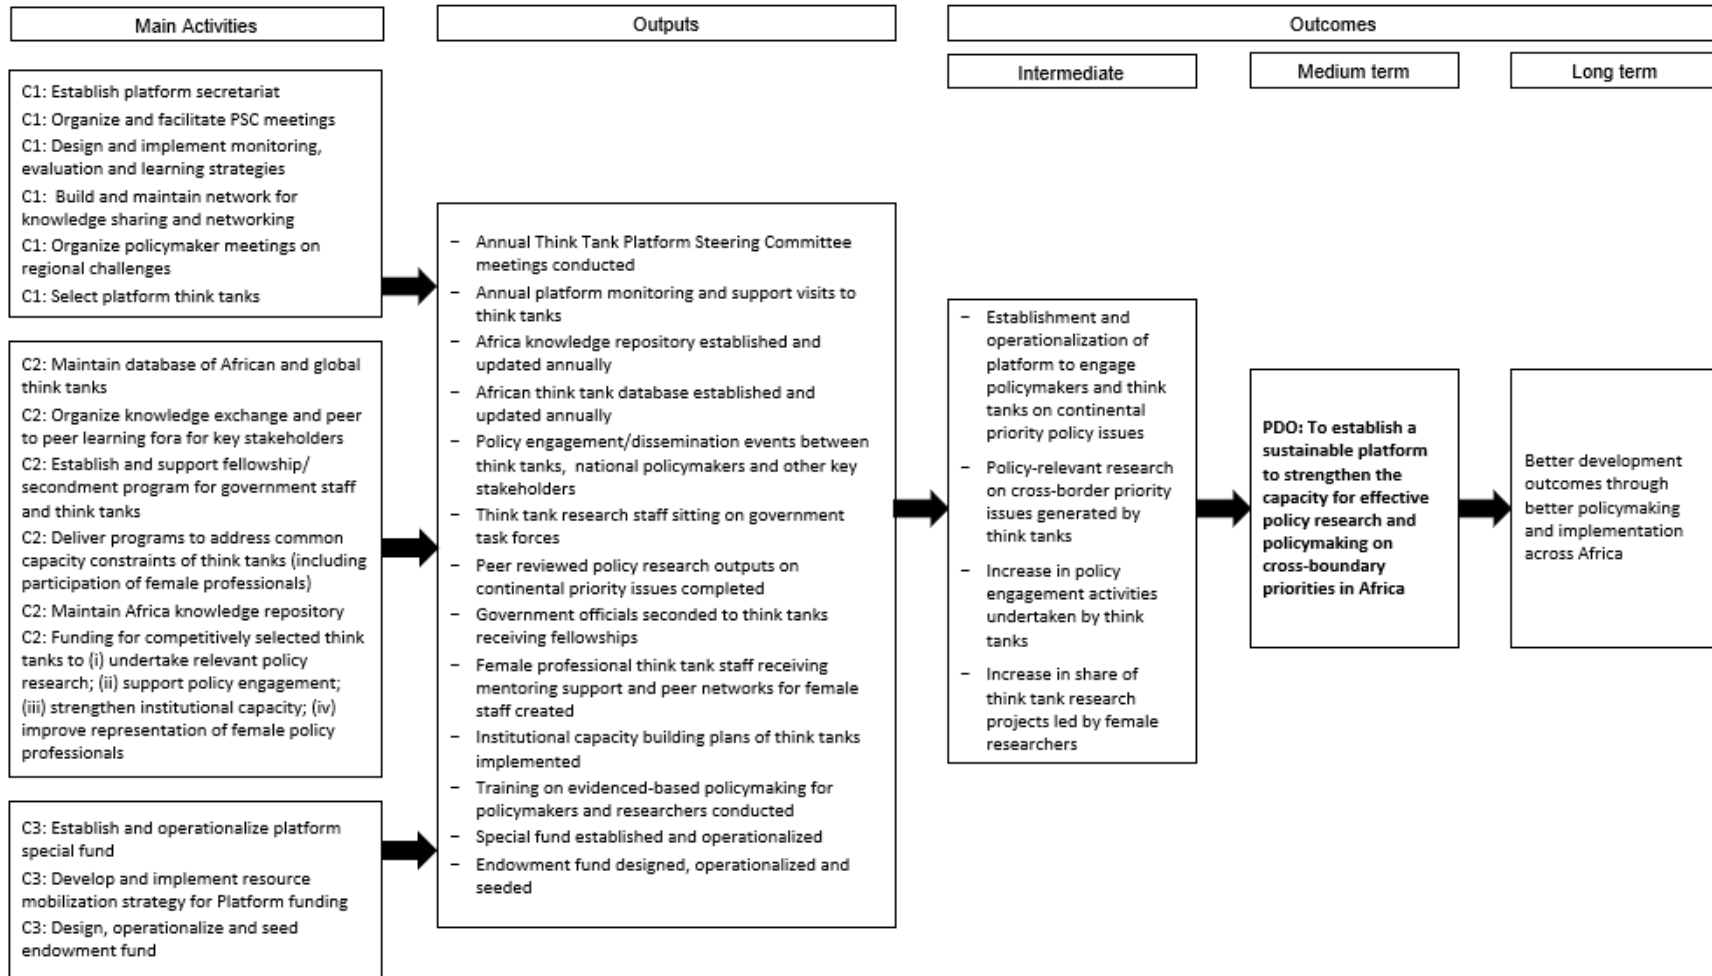 Main Activities
Outputs
Outcomes
Intermediate
Medium term
Long term
C1: Establish platform secretariat
C1: Organize and facilitate PSC meetings
C1: Design and implement monitoring,
evaluation and learning strategies
C1:  Build and maintain network for
knowledge sharing and networking
C1: Organize policymaker meetings on
regional challenges
C1: Select platform think tanks
C2: Maintain database of African and global
think tanks
C2: Organize knowledge exchange and peer
to peer learning fora for key stakeholders
C2: Establish and support fellowship/
secondment program for government staff
and think tanks
C2: Deliver programs to address common
capacity constraints of think tanks (including
participation of female professionals)
C2: Maintain Africa knowledge repository
C2: Funding for competitively selected think
tanks to (i) undertake relevant policy
research; (ii) support policy engagement;
(iii) strengthen institutional capacity; (iv)
improve representation of female policy
professionals
C3: Establish and operationalize platform
special fund
C3: Develop and implement resource
mobilization strategy for Platform funding
C3: Design, operationalize and seed
endowment fund
– Annual Think Tank Platform Steering Committee
meetings conducted
– Annual platform monitoring and support visits to
think tanks
– Africa knowledge repository established and
updated annually
– African think tank database established and
updated annually
– Policy engagement/dissemination events between
think tanks,  national policymakers and other key
stakeholders
– Think tank research staff sitting on government
task forces
– Peer reviewed policy research outputs on
continental priority issues completed
– Government officials seconded to think tanks
receiving fellowships
– Female professional think tank staff receiving
mentoring support and peer networks for female
staff created
– Institutional capacity building plans of think tanks
implemented
– Training on evidenced-based policymaking for
policymakers and researchers conducted
– Special fund established and operationalized
– Endowment fund designed, operationalized and
seeded
– Establishment and
operationalization of
platform to engage
policymakers and think
tanks on continental
priority policy issues
– Policy-relevant research
on cross-border priority
issues generated by
think tanks
– Increase in policy
engagement activities
undertaken by think
tanks
– Increase in share of
think tank research
projects led by female
researchers
PDO: To establish a
sustainable platform
to strengthen the
capacity for effective
policy research and
policymaking on
cross-boundary
priorities in Africa
Better development
outcomes through
better policymaking
and implementation
across Africa